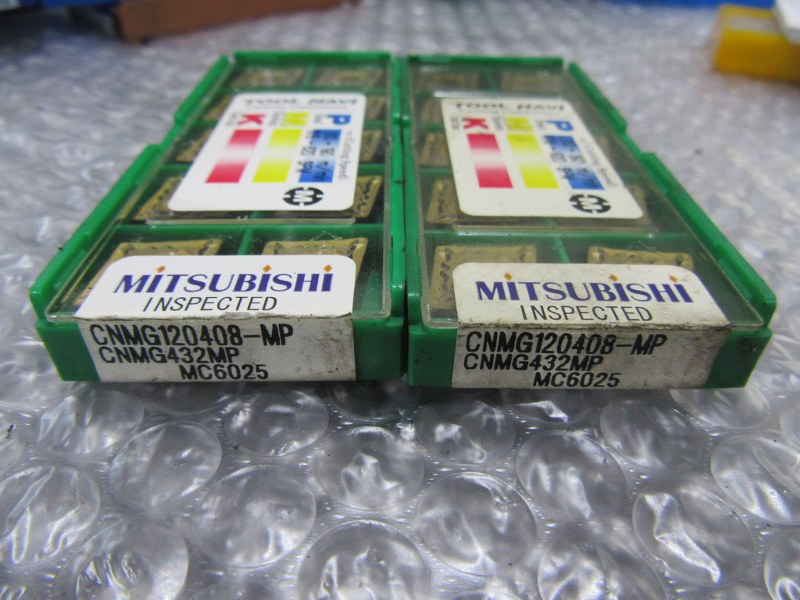 TOOL NAVI
P
M
K
MITSUBISHI
INSPECTED
CNMG120408-MP
CNMG432MP
MC6025
TOOL NAVI
P
M
K
MITSUBISHI
INSPECTED
CNMG120408-MP
CNMG432MP
MC6025